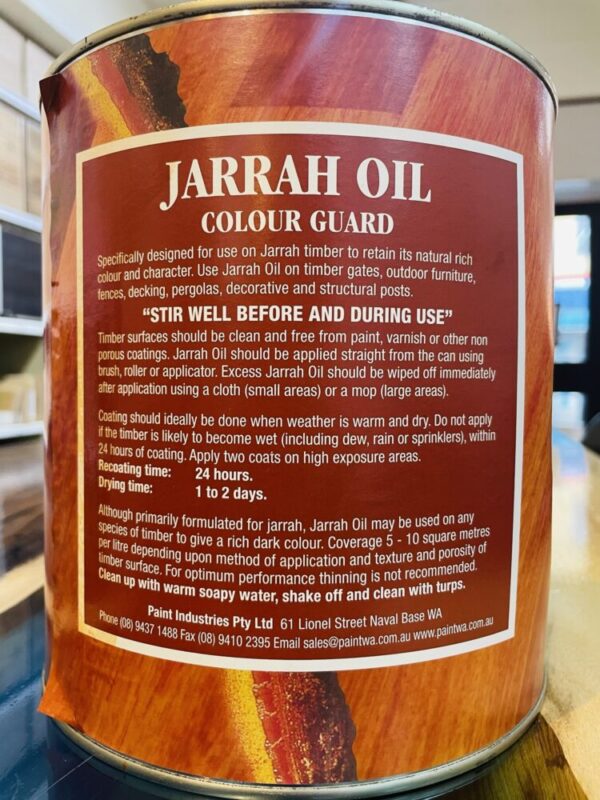 JARRAH OIL
COLOUR GUARD
Specifically designed for use on Jarrah timber to retain its natural rich
colour and character. Use Jarrah Oil on timber gates, outdoor furniture,
fences, decking, pergolas, decorative and structural posts.
“STIR WELL BEFORE AND DURING USE”
Timber surfaces should be clean and free from paint, varnish or other non
porous coatings. Jarrah Oil should be applied straight from the can using
brush, roller or applicator. Excess Jarrah Oil should be wiped off immediately
after application using a cloth (small areas) or a mop (large areas).
Coating should ideally be done when weather is warm and dry. Do not apply
if the timber is likely to become wet (including dew, rain or sprinklers), within
24 hours of coating. Apply two coats on high exposure areas.
Recoating time: 24 hours.
Drying time: 1 to 2 days.
Although primarily formulated for jarrah, Jarrah Oil may be used on any
species of timber to give a rich dark colour. Coverage 5 - 10 square metres
per litre depending upon method of application and texture and porosity of
timber surface. For optimum performance thinning is not recommended.
Clean up with warm soapy water, shake off and clean with turps.
Paint Industries Pty Ltd 61 Lionel Street Naval Base WA
Phone (08) 9437 1488 Fax (08) 9410 2395 Email sales@paintwa.com.au www.paintwa.com.au